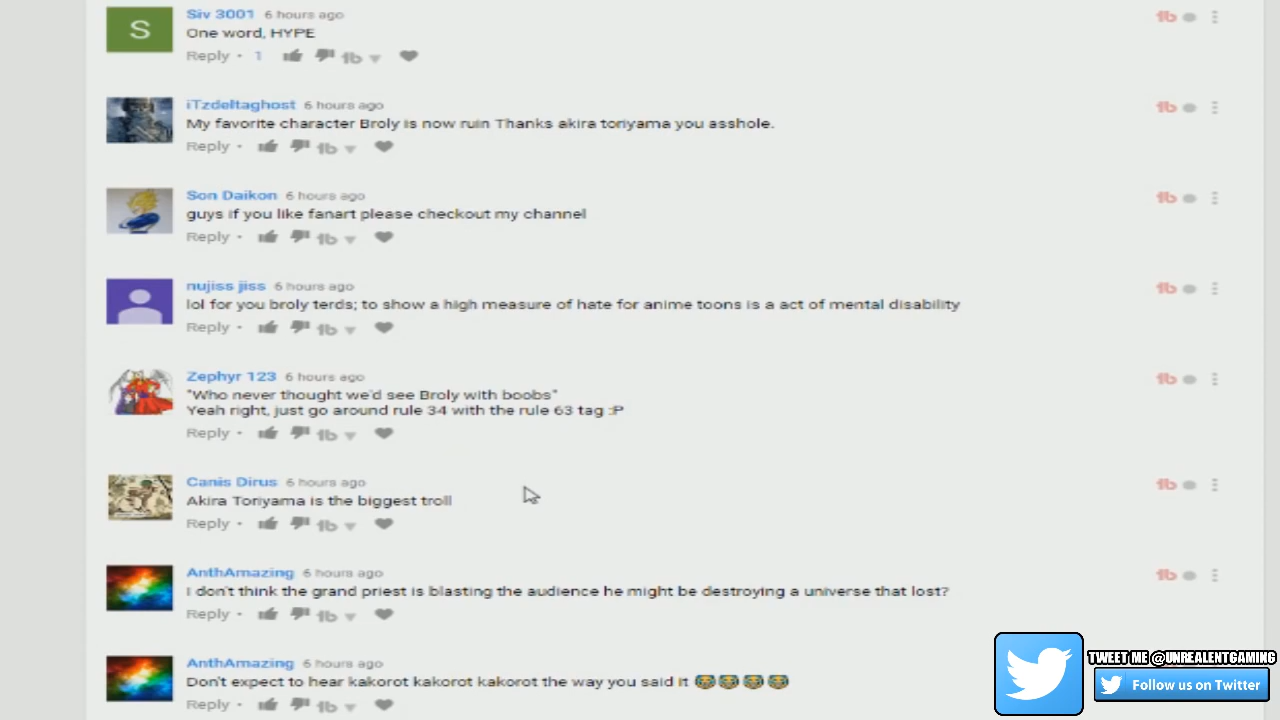 S
Siv 3001 6 hours ago
One word, HYPE
Reply • 1
iTzdeltaghost 6 hours ago
My favorite character Broly is now ruin Thanks akira toriyama you asshole.
Reply •
Son Daikon 6 hours ago
guys if you like fanart please checkout my channel
Reply •
nujiss jiss 6 hours ago
lol for you broly terds; to show a high measure of hate for anime toons is a act of mental disability
Reply •
Zephyr 123 6 hours ago
"Who never thought we'd see Broly with boobs"
Yeah right, just go around rule 34 with the rule 63 tag :P
Reply •
Canis Dirus 6 hours ago
Akira Toriyama is the biggest troll
Reply •
AnthAmazing 6 hours ago
I don't think the grand priest is blasting the audience he might be destroying a universe that lost?
Reply •
AnthAmazing 6 hours ago
Don't expect to hear kakorot kakorot kakorot the way you said it 😂😂😂😂
Reply •
TWEET ME @UNREALENTGAMING
Follow us on Twitter